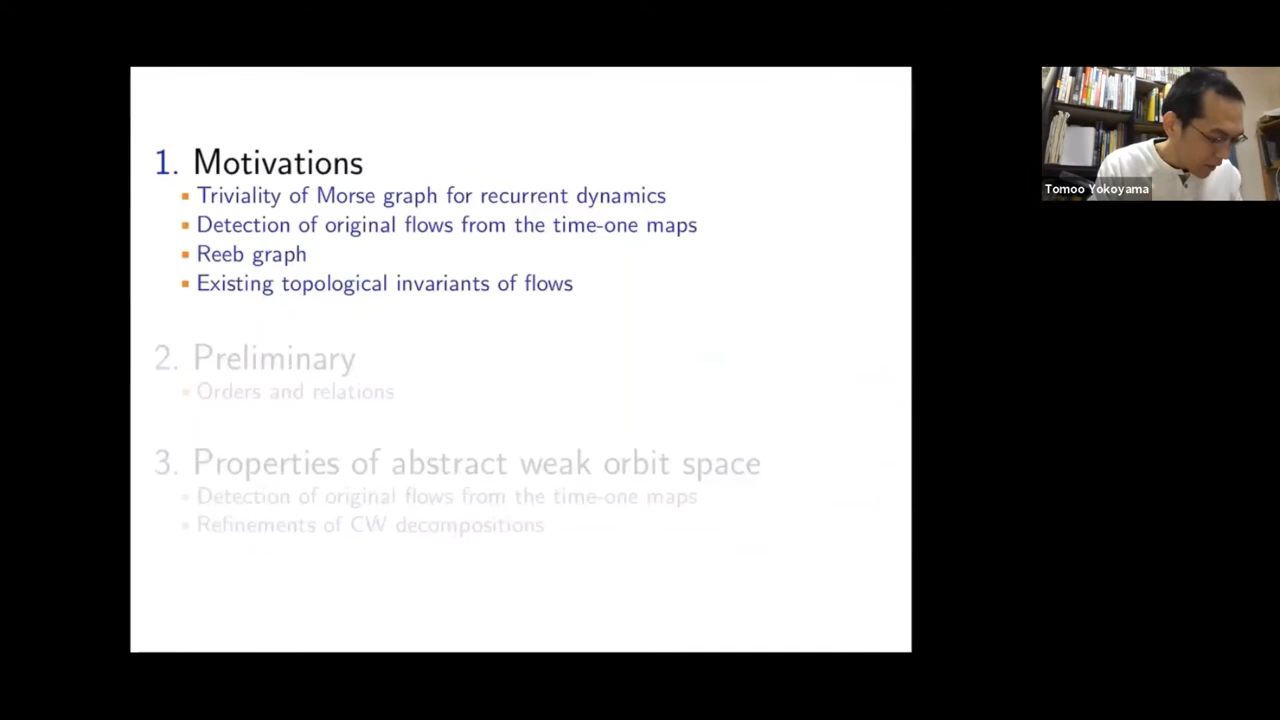 1. Motivations
Triviality of Morse graph for recurrent dynamics
Detection of original flows from the time-one maps
Reeb graph
Existing topological invariants of flows
2. Preliminary
Orders and relations
3. Properties of abstract weak orbit space
Detection of original flows from the time-one maps
Refinements of CW decompositions
Tomoo Yokoyama